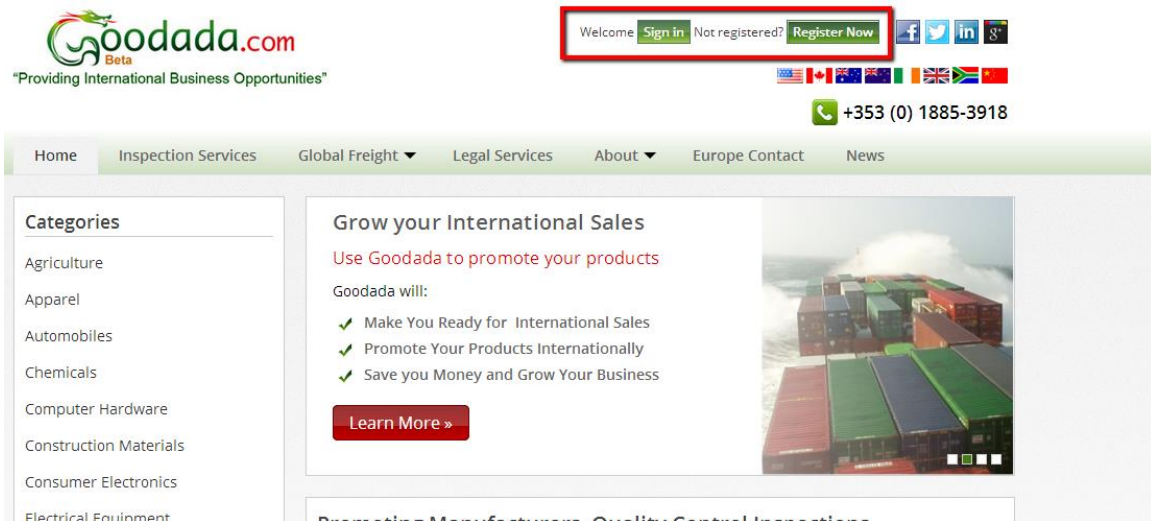 Goodada.com
Beta
"Providing International Business Opportunities"
Welcome Sign in Not registered? Register Now
+353 (0) 1885-3918
Home Inspection Services Global Freight Legal Services About Europe Contact News
Categories
Agriculture
Apparel
Automobiles
Chemicals
Computer Hardware
Construction Materials
Consumer Electronics
Electrical Equipment
Grow your International Sales
Use Goodada to promote your products
Goodada will:
Make You Ready for International Sales
Promote Your Products Internationally
Save you Money and Grow Your Business
Learn More »
Promoting Manufacturers, Quality Control Inspections